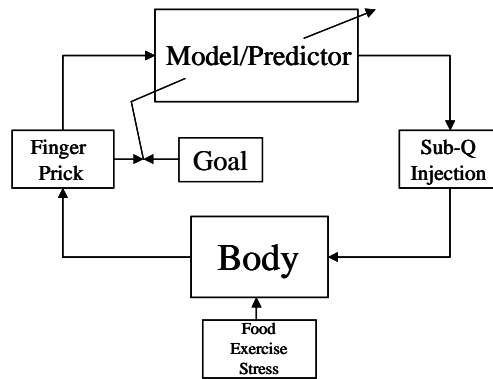 Model/Predictor
Finger
Prick
Goal
Sub-Q
Injection
Body
Food
Exercise
Stress